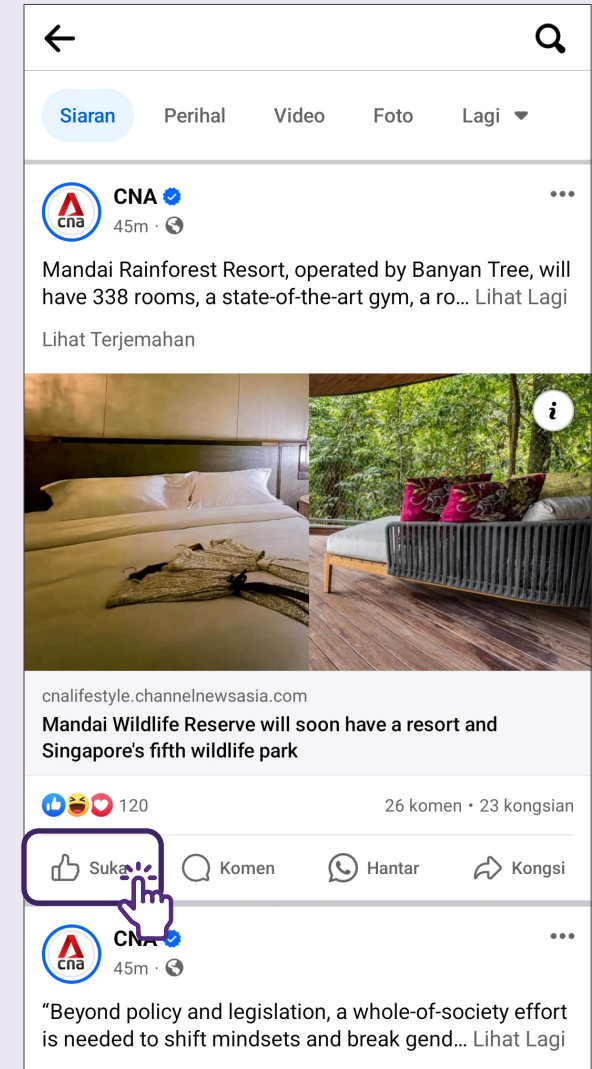 Siaran Perihal Video Foto Lagi
CNA
cna
45m ·
Mandai Rainforest Resort, operated by Banyan Tree, will
have 338 rooms, a state-of-the-art gym, a ro... Lihat Lagi
Lihat Terjemahan
i
cnalifestyle.channelnewsasia.com
Mandai Wildlife Reserve will soon have a resort and
Singapore's fifth wildlife park
120 26 komen • 23 kongsian
Suka Komen Hantar Kongsi
CNA
cna
45m ·
“Beyond policy and legislation, a whole-of-society effort
is needed to shift mindsets and break gend... Lihat Lagi